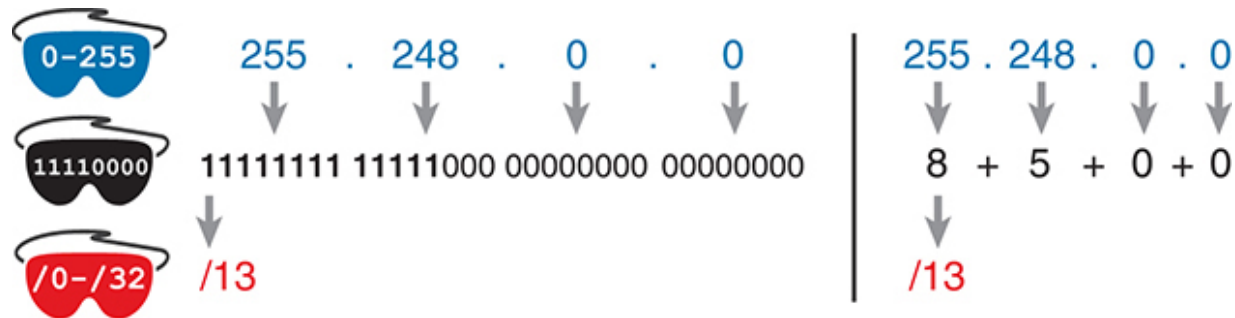 0-255 255 . 248 . 0 . 0 255 . 248 . 0 . 0
11110000 11111111 11111000 00000000 00000000 8 + 5 + 0 + 0
/0-/32 /13 /13